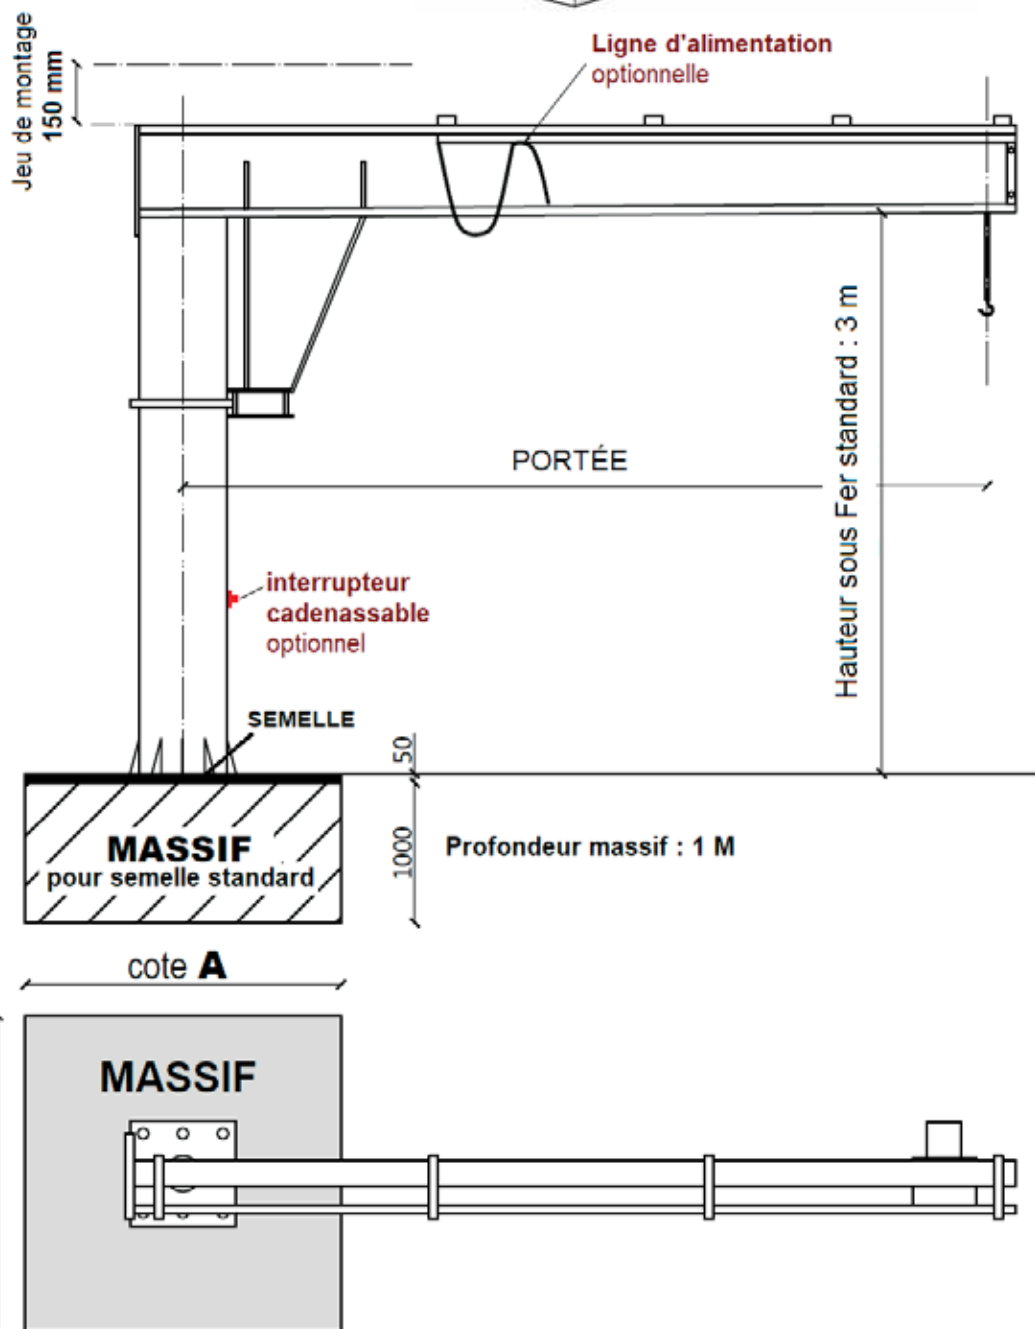 Jeu de montage
150 mm
Ligne d'alimentation
optionnelle
Hauteur sous Fer standard : 3 m
PORTÉE
interrupteur
cadenassable
optionnel
SEMELLE
50
1000
MASSIF
pour semelle standard
Profondeur massif : 1 M
cote A
MASSIF